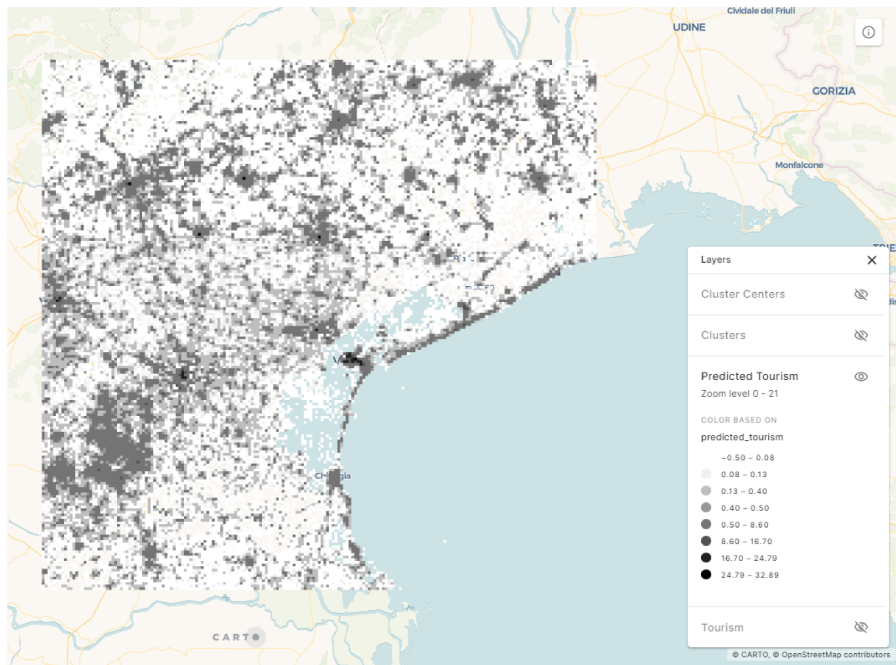 Cividale del Friuli
UDINE
GORIZIA
Monfalcone
TRIE
Layers
Cluster Centers
Clusters
Predicted Tourism
Zoom level 0 - 21
COLOR BASED ON
predicted_tourism
−0.50 – 0.08
0.08 – 0.13
0.13 – 0.40
0.40 – 0.50
0.50 – 8.60
8.60 – 16.70
16.70 – 24.79
24.79 – 32.89
Tourism
CARTO
© CARTO, © OpenStreetMap contributors